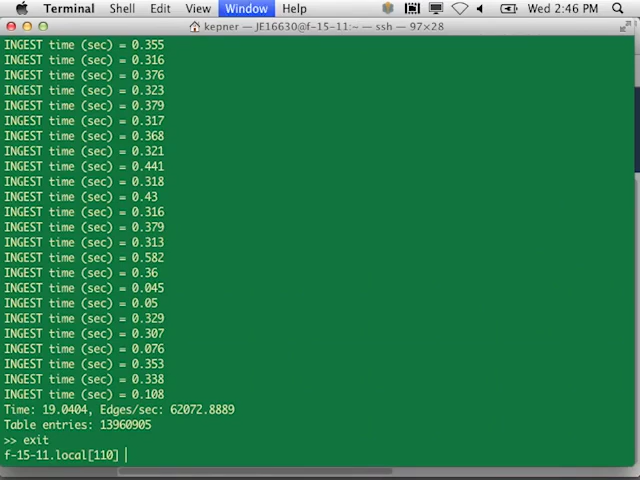 Terminal Shell Edit View Window Help Wed 2:46 PM
kepner — JE16630@f-15-11:~ — ssh — 97×28
INGEST time (sec) = 0.355
INGEST time (sec) = 0.316
INGEST time (sec) = 0.376
INGEST time (sec) = 0.323
INGEST time (sec) = 0.379
INGEST time (sec) = 0.317
INGEST time (sec) = 0.368
INGEST time (sec) = 0.321
INGEST time (sec) = 0.441
INGEST time (sec) = 0.318
INGEST time (sec) = 0.43
INGEST time (sec) = 0.316
INGEST time (sec) = 0.379
INGEST time (sec) = 0.313
INGEST time (sec) = 0.582
INGEST time (sec) = 0.36
INGEST time (sec) = 0.045
INGEST time (sec) = 0.05
INGEST time (sec) = 0.329
INGEST time (sec) = 0.307
INGEST time (sec) = 0.076
INGEST time (sec) = 0.353
INGEST time (sec) = 0.338
INGEST time (sec) = 0.108
Time: 19.0404, Edges/sec: 62072.8889
Table entries: 13960905
>> exit
f-15-11.local[110]